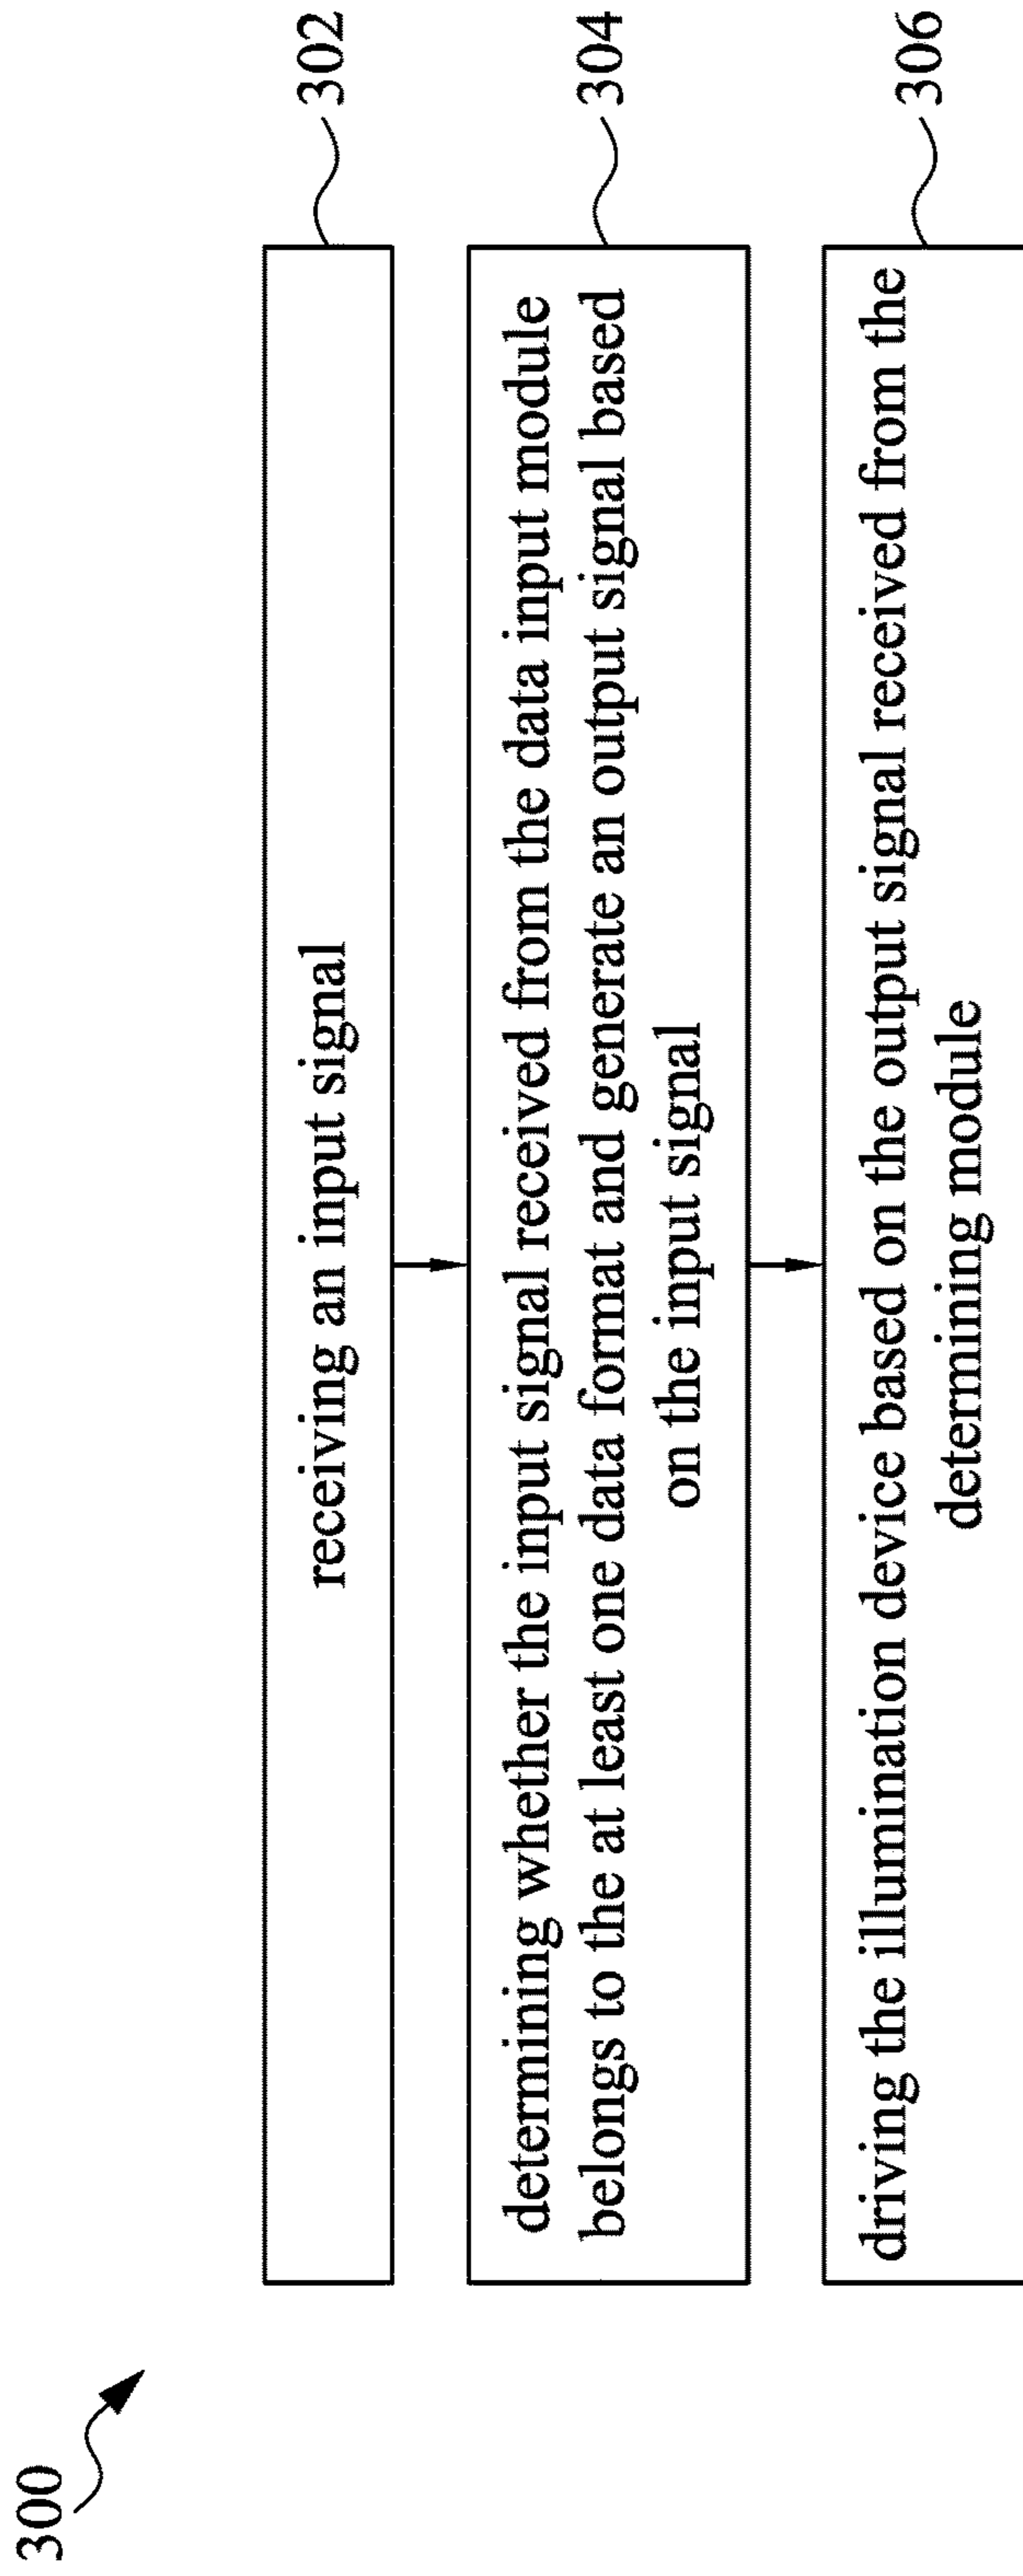 300
receiving an input signal
302
determining whether the input signal received from the data input module
belongs to the at least one data format and generate an output signal based
on the input signal
304
driving the illumination device based on the output signal received from the
determining module
306